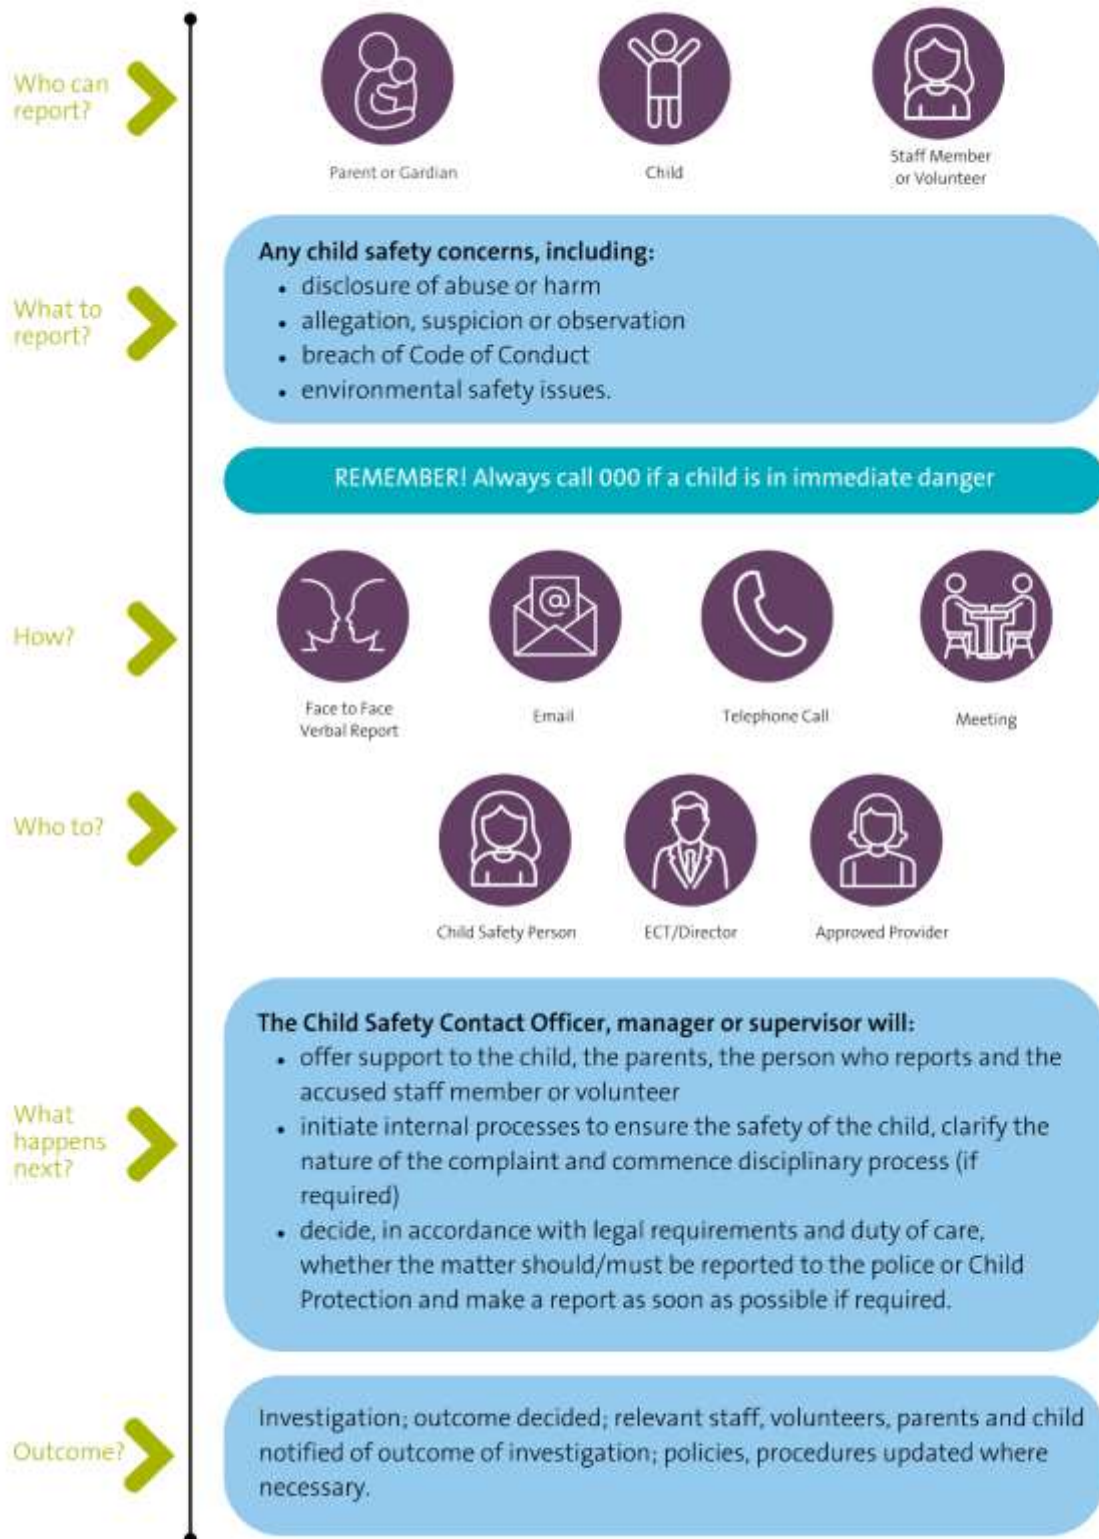 Who can
report?
Parent or Gardian
Child
Staff Member
or Volunteer
What to
report?
Any child safety concerns, including:
• disclosure of abuse or harm
• allegation, suspicion or observation
• breach of Code of Conduct
• environmental safety issues.
REMEMBER! Always call 000 if a child is in immediate danger
How?
@
Face to Face
Verbal Report
Email
Telephone Call
Meeting
Who to?
Child Safety Person
ECT/Director
Approved Provider
What
happens
next?
The Child Safety Contact Officer, manager or supervisor will:
• offer support to the child, the parents, the person who reports and the
accused staff member or volunteer
• initiate internal processes to ensure the safety of the child, clarify the
nature of the complaint and commence disciplinary process (if
required)
• decide, in accordance with legal requirements and duty of care,
whether the matter should/must be reported to the police or Child
Protection and make a report as soon as possible if required.
Outcome?
Investigation; outcome decided; relevant staff, volunteers, parents and child
notified of outcome of investigation; policies, procedures updated where
necessary.